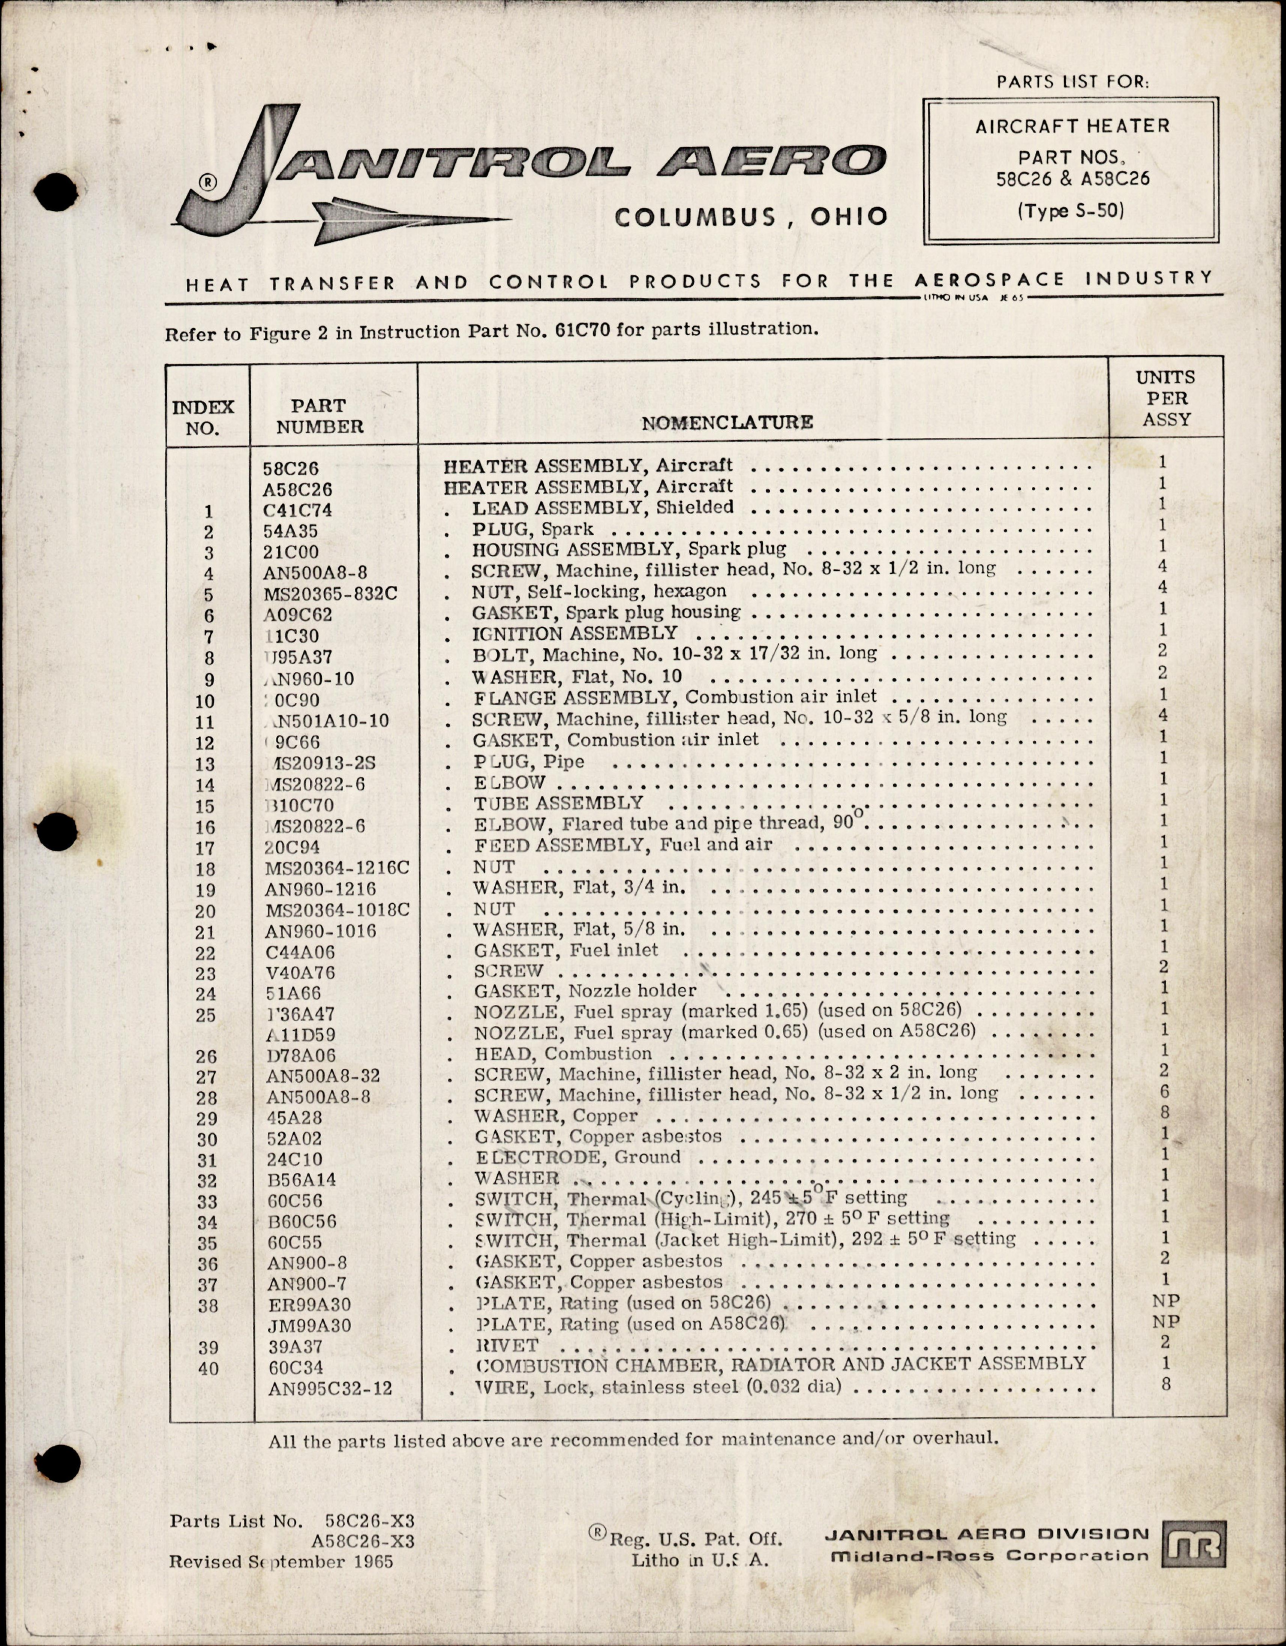 PARTS LIST FOR:
AIRCRAFT HEATER
PART NOS.
58C26 & A58C26
(Type S-50)
® JANITROL AERO
COLUMBUS, OHIO
HEAT TRANSFER AND CONTROL PRODUCTS FOR THE AEROSPACE INDUSTRY
LITHO IN USA JE 65
Refer to Figure 2 in Instruction Part No. 61C70 for parts illustration.
INDEX NO. PART NUMBER NOMENCLATURE UNITS PER ASSY
58C26 HEATER ASSEMBLY, Aircraft 1
A58C26 HEATER ASSEMBLY, Aircraft 1
1 C41C74 . LEAD ASSEMBLY, Shielded 1
2 54A35 . PLUG, Spark 1
3 21C00 . HOUSING ASSEMBLY, Spark plug 1
4 AN500A8-8 . SCREW, Machine, fillister head, No. 8-32 x 1/2 in. long 4
5 MS20365-832C . NUT, Self-locking, hexagon 4
6 A09C62 . GASKET, Spark plug housing 1
7 11C30 . IGNITION ASSEMBLY 1
8 U95A37 . BOLT, Machine, No. 10-32 x 17/32 in. long 2
9 AN960-10 . WASHER, Flat, No. 10 2
10 0C90 . FLANGE ASSEMBLY, Combustion air inlet 1
11 AN501A10-10 . SCREW, Machine, fillister head, No. 10-32 x 5/8 in. long 4
12 9C66 . GASKET, Combustion air inlet 1
13 MS20913-2S . PLUG, Pipe 1
14 MS20822-6 . ELBOW 1
15 B10C70 . TUBE ASSEMBLY 1
16 MS20822-6 . ELBOW, Flared tube and pipe thread, 90° 1
17 20C94 . FEED ASSEMBLY, Fuel and air 1
18 MS20364-1216C . NUT 1
19 AN960-1216 . WASHER, Flat, 3/4 in. 1
20 MS20364-1018C . NUT 1
21 AN960-1016 . WASHER, Flat, 5/8 in. 1
22 C44A06 . GASKET, Fuel inlet 1
23 V40A76 . SCREW 2
24 51A66 . GASKET, Nozzle holder 1
25 F36A47 . NOZZLE, Fuel spray (marked 1.65) (used on 58C26) 1
A11D59 . NOZZLE, Fuel spray (marked 0.65) (used on A58C26) 1
26 D78A06 . HEAD, Combustion 1
27 AN500A8-32 . SCREW, Machine, fillister head, No. 8-32 x 2 in. long 2
28 AN500A8-8 . SCREW, Machine, fillister head, No. 8-32 x 1/2 in. long 6
29 45A28 . WASHER, Copper 8
30 52A02 . GASKET, Copper asbestos 1
31 24C10 . ELECTRODE, Ground 1
32 B56A14 . WASHER 1
33 60C56 . SWITCH, Thermal (Cycling), 245 ± 5° F setting 1
34 B60C56 . SWITCH, Thermal (High-Limit), 270 ± 5° F setting 1
35 60C55 . SWITCH, Thermal (Jacket High-Limit), 292 ± 5° F setting 1
36 AN900-8 . GASKET, Copper asbestos 2
37 AN900-7 . GASKET, Copper asbestos 1
38 ER99A30 . PLATE, Rating (used on 58C26) NP
JM99A30 . PLATE, Rating (used on A58C26) NP
39 39A37 . RIVET 2
40 60C34 . COMBUSTION CHAMBER, RADIATOR AND JACKET ASSEMBLY 1
AN995C32-12 . WIRE, Lock, stainless steel (0.032 dia) 8
All the parts listed above are recommended for maintenance and/or overhaul.
Parts List No. 58C26-X3
A58C26-X3
Revised September 1965
® Reg. U.S. Pat. Off.
Litho in U.S.A.
JANITROL AERO DIVISION
Midland-Ross Corporation
MR